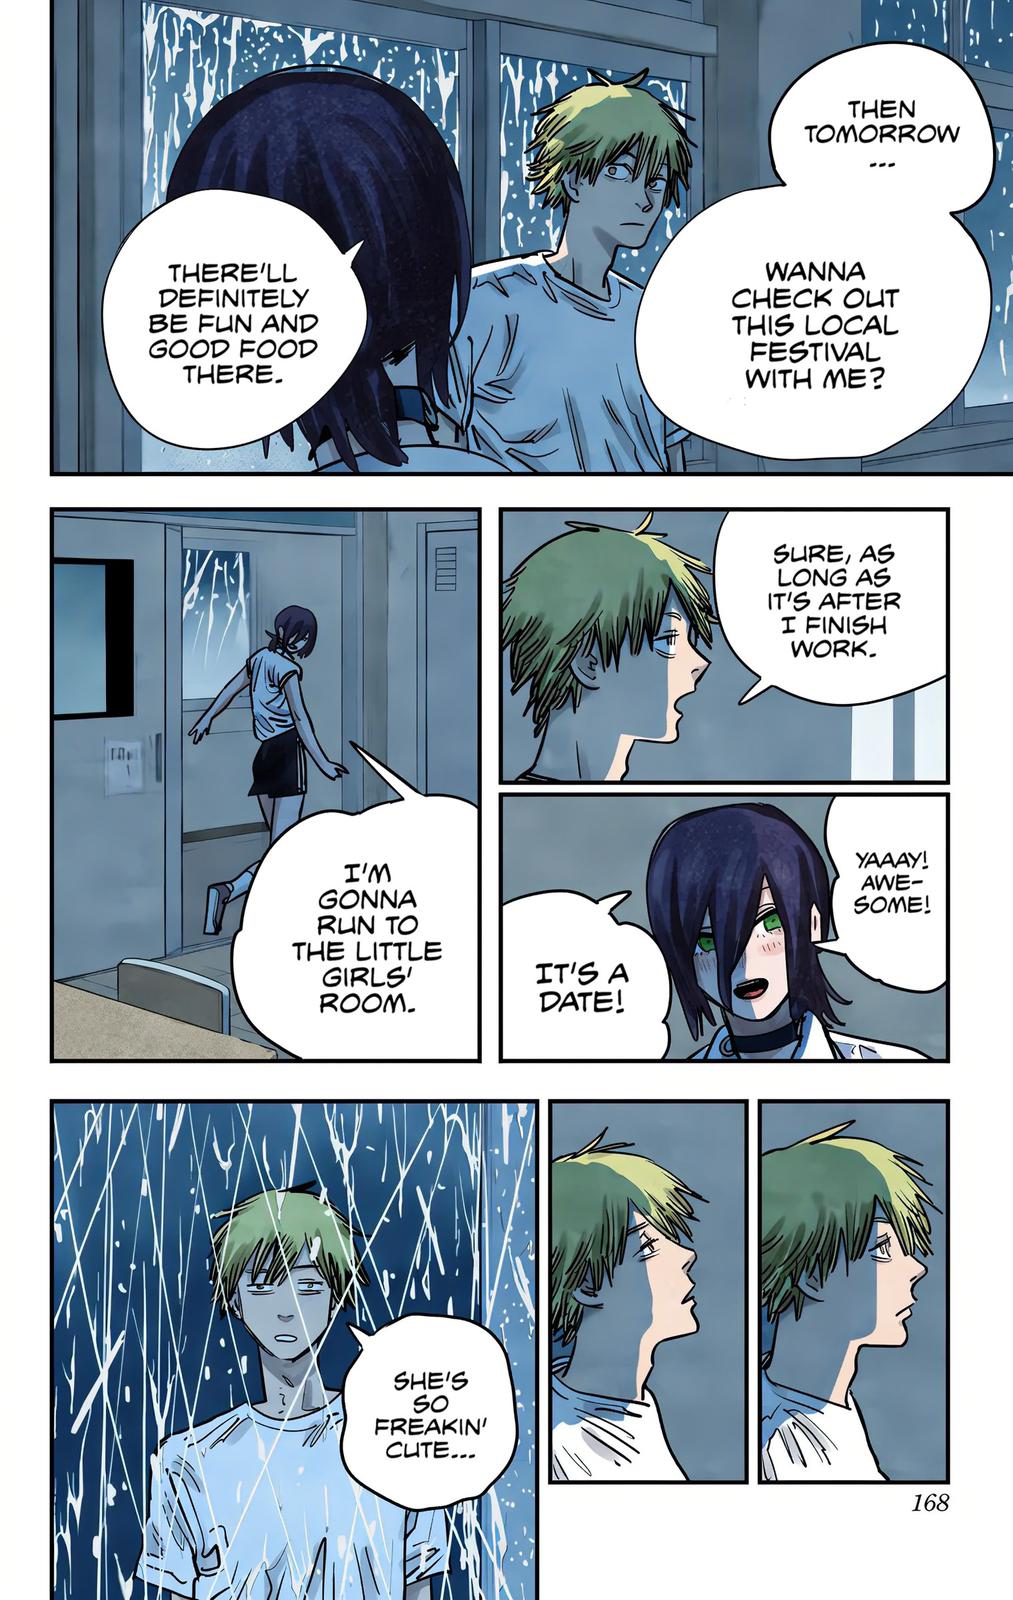 THEN
TOMORROW
...
WANNA
CHECK OUT
THIS LOCAL
FESTIVAL
WITH ME?
THERE'LL
DEFINITELY
BE FUN AND
GOOD FOOD
THERE.
SURE, AS
LONG AS
IT'S AFTER
I FINISH
WORK.
YAAAY!
AWE-
SOME!
IT'S A
DATE!
I'M
GONNA
RUN TO
THE LITTLE
GIRLS'
ROOM.
SHE'S
SO
FREAKIN'
CUTE...
168